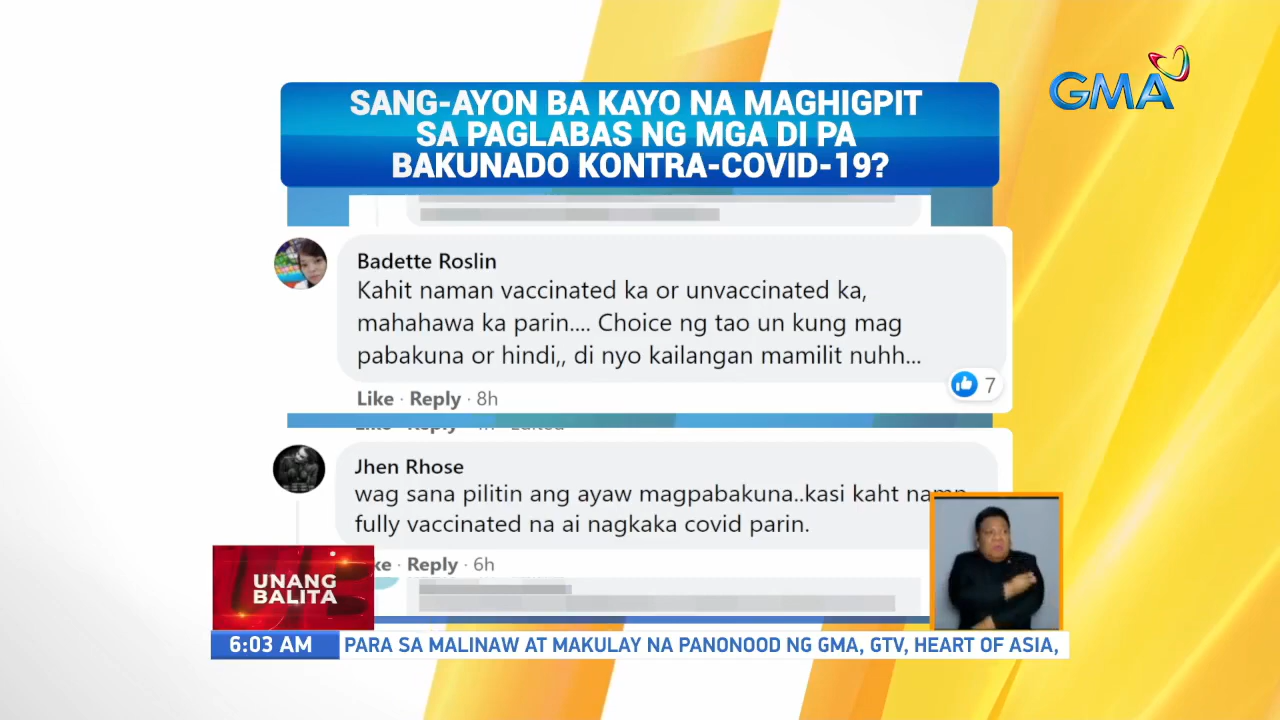 GMA
SANG-AYON BA KAYO NA MAGHIGPIT
SA PAGLABAS NG MGA DI PA
BAKUNADO KONTRA-COVID-19?
Badette Roslin
Kahit naman vaccinated ka or unvaccinated ka,
mahahawa ka parin.... Choice ng tao un kung mag
pabakuna or hindi,, di nyo kailangan mamilit nuhh...
7
Like · Reply · 8h
Jhen Rhose
wag sana pilitin ang ayaw magpabakuna..kasi kaht namn
fully vaccinated na ai nagkaka covid parin.
ke · Reply · 6h
UNANG
BALITA
6:03 AM PARA SA MALINAW AT MAKULAY NA PANONOOD NG GMA, GTV, HEART OF ASIA,